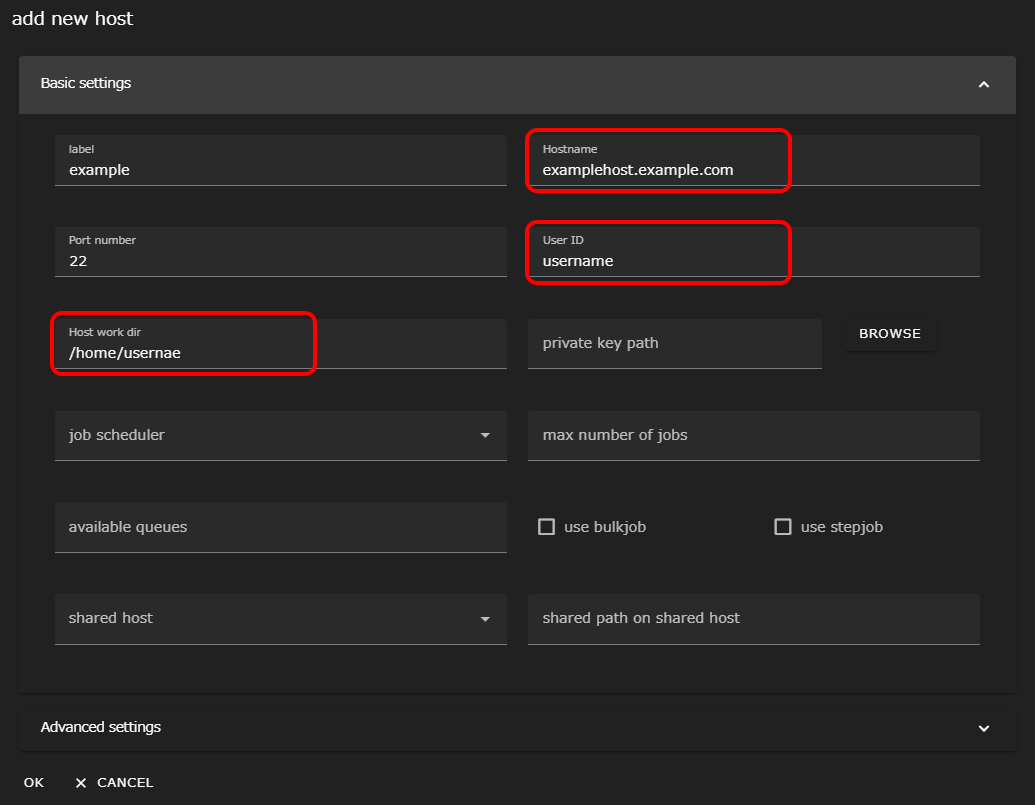 add new host
Basic settings
label
example
Hostname
examplehost.example.com
Port number
22
User ID
username
Host work dir
/home/usernae
private key path
BROWSE
job scheduler
max number of jobs
available queues
use bulkjob
use stepjob
shared host
shared path on shared host
Advanced settings
OK
CANCEL